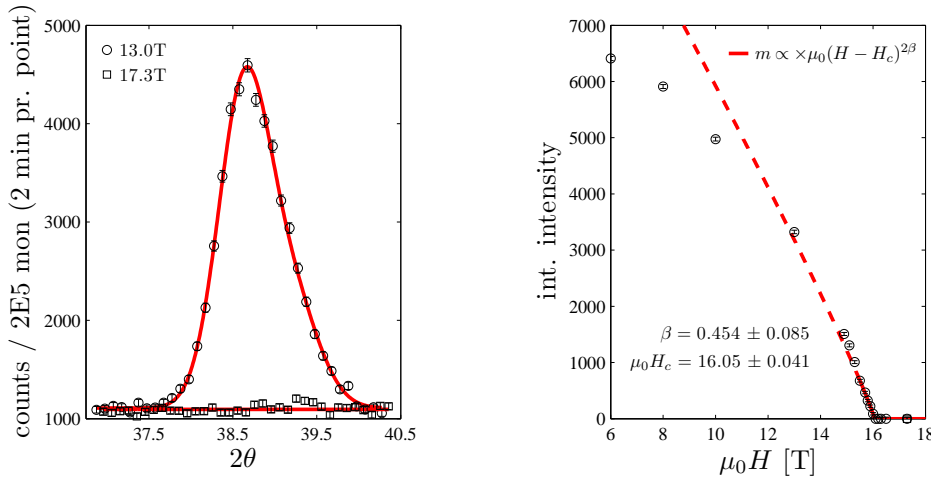 counts / 2E5 mon (2 min pr. point)
5000
4000
3000
2000
1000
13.0T
17.3T
37.5 38.5 39.5 40.5
2θ
int. intensity
7000
6000
5000
4000
3000
2000
1000
0
m ∝ ×μ₀(H − H_c)^{2β}
β = 0.454 ± 0.085
μ₀H_c = 16.05 ± 0.041
6 8 10 12 14 16 18
μ₀H [T]